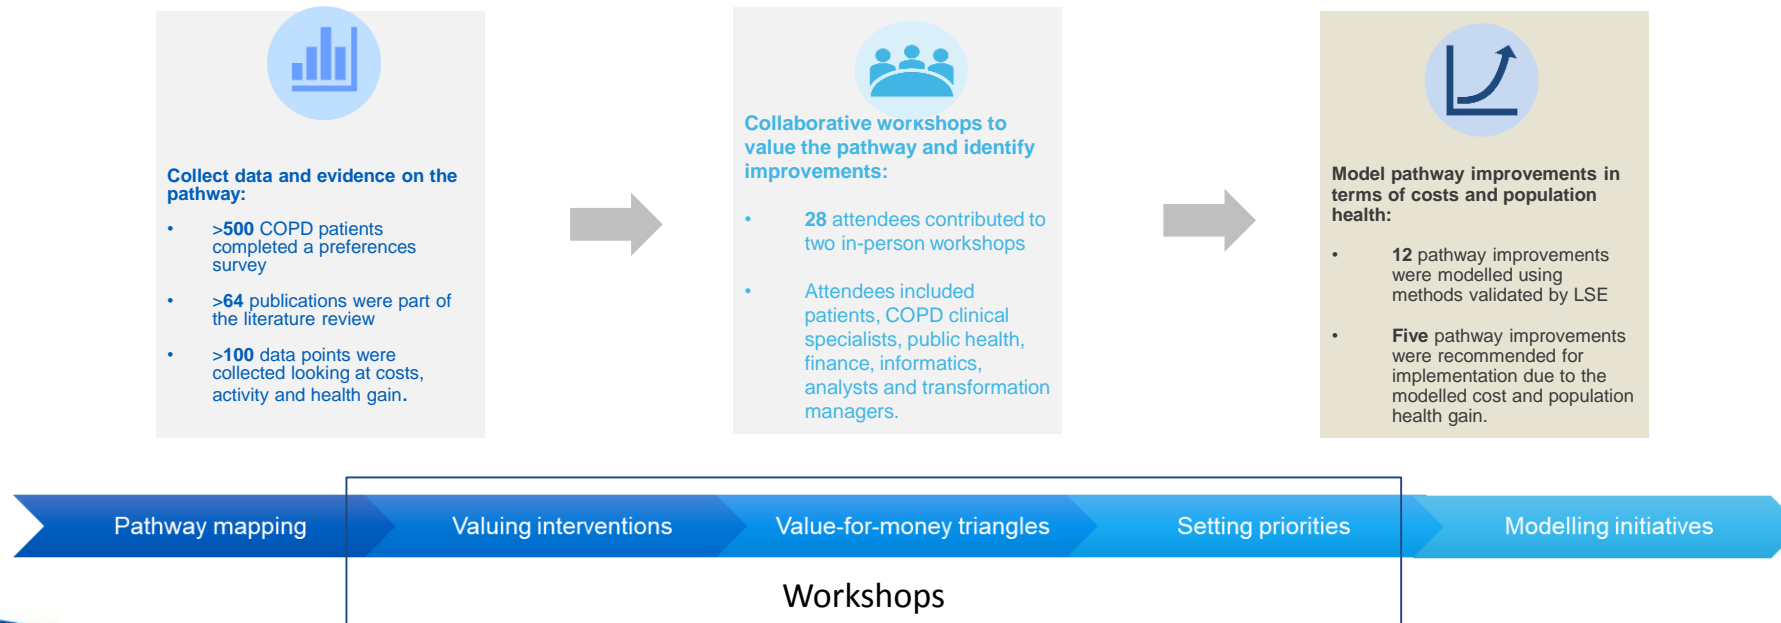 Collect data and evidence on the
pathway:
• >500 COPD patients
completed a preferences
survey
• >64 publications were part of
the literature review
• >100 data points were
collected looking at costs,
activity and health gain.
Collaborative workshops to
value the pathway and identify
improvements:
• 28 attendees contributed to
two in-person workshops
• Attendees included
patients, COPD clinical
specialists, public health,
finance, informatics,
analysts and transformation
managers.
Model pathway improvements in
terms of costs and population
health:
• 12 pathway improvements
were modelled using
methods validated by LSE
• Five pathway improvements
were recommended for
implementation due to the
modelled cost and population
health gain.
Pathway mapping
Valuing interventions
Value-for-money triangles
Setting priorities
Modelling initiatives
Workshops